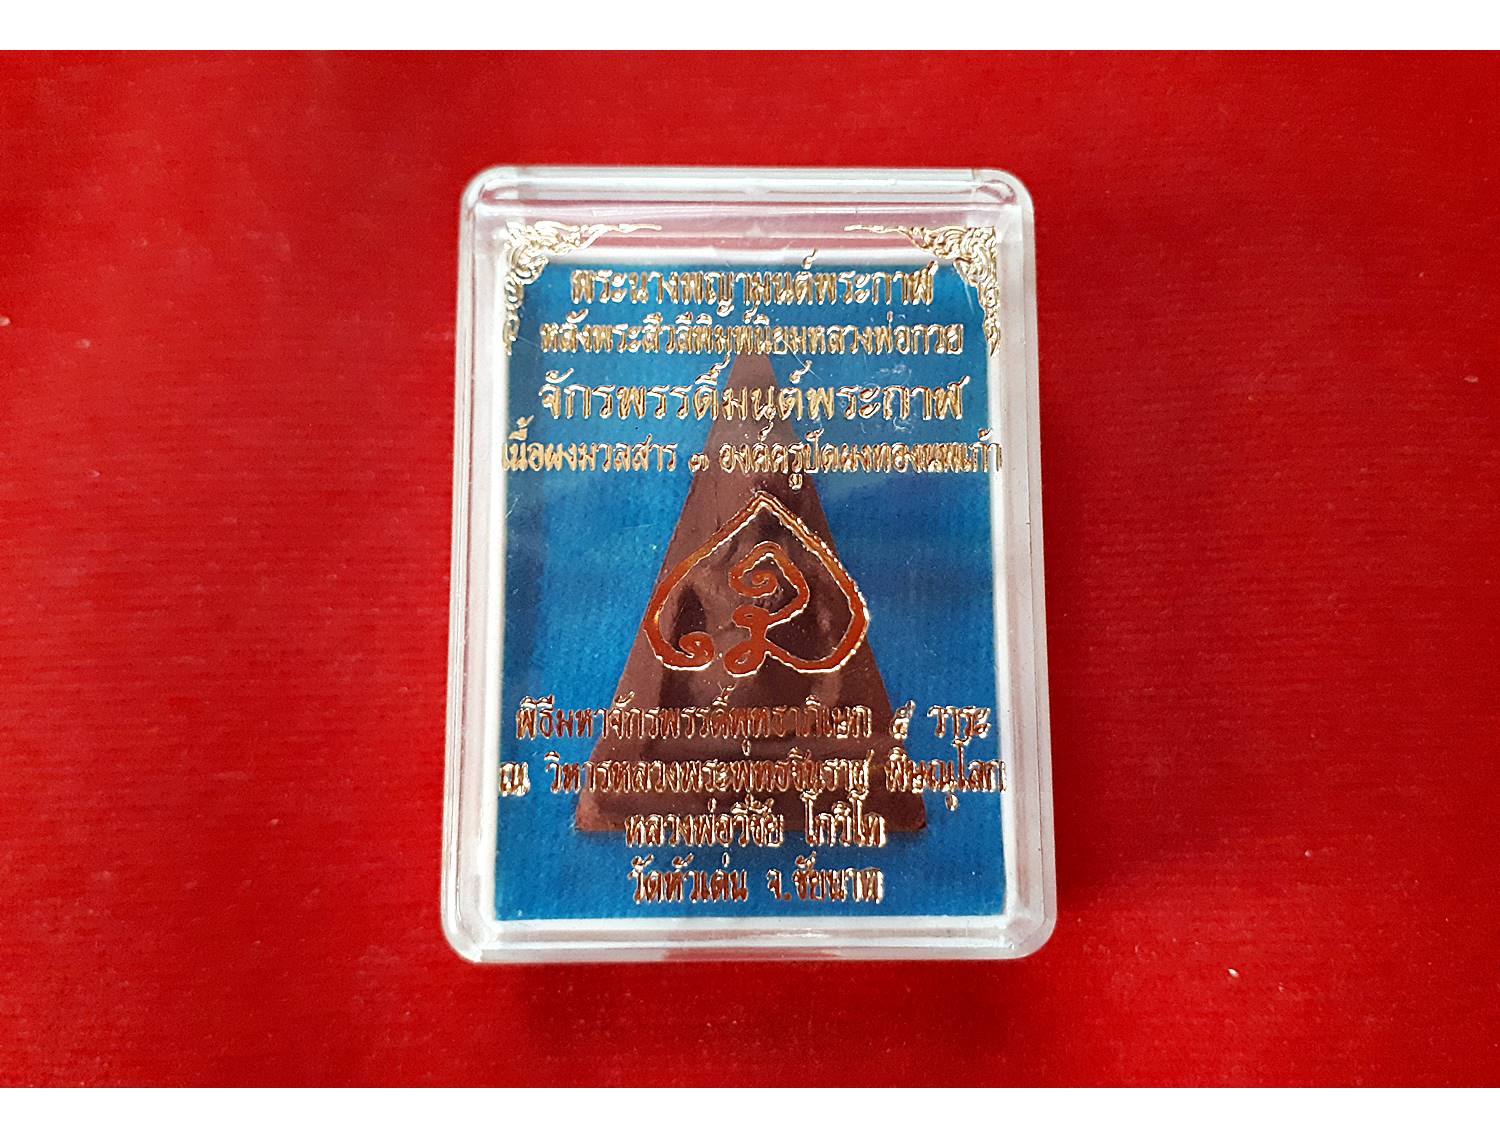 พระนางพญามนต์พระกาฬ
หลังพระสิวลีพิมพ์นิยมหลวงพ่อกวย
จักรพรรดิ์มนต์พระกาฬ
เนื้อผงมวลสาร ๓ องค์ครูปัดผงทองนพเก้า
พิธีมหาจักรพรรดิ์พุทธาภิเษก ๕ วาระ
ณ วิหารหลวงพระพุทธชินราช พิษณุโลก
หลวงพ่อวิชัย โกวิโท
วัดหัวเด่น จ.ชัยนาท